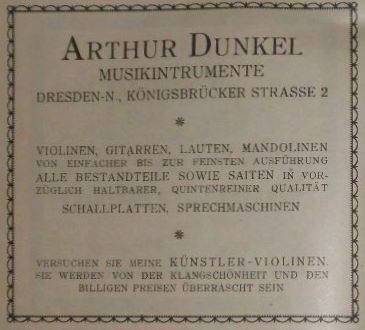 ARTHUR DUNKEL
MUSIKINTRUMENTE
DRESDEN-N., KÖNIGSBRÜCKER STRASSE 2
VIOLINEN, GITARREN, LAUTEN, MANDOLINEN
VON EINFACHER BIS ZUR FEINSTEN AUSFÜHRUNG
ALLE BESTANDTEILE SOWIE SAITEN IN VOR-
ZÜGLICH HALTBARER, QUINTENREINER QUALITÄT
SCHALLPLATTEN, SPRECHMASCHINEN
VERSUCHEN SIE MEINE KÜNSTLER-VIOLINEN.
SIE WERDEN VON DER KLANGSCHÖNHEIT UND DEN
BILLIGEN PREISEN ÜBERRASCHT SEIN